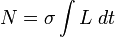 N = σ ∫ L dt